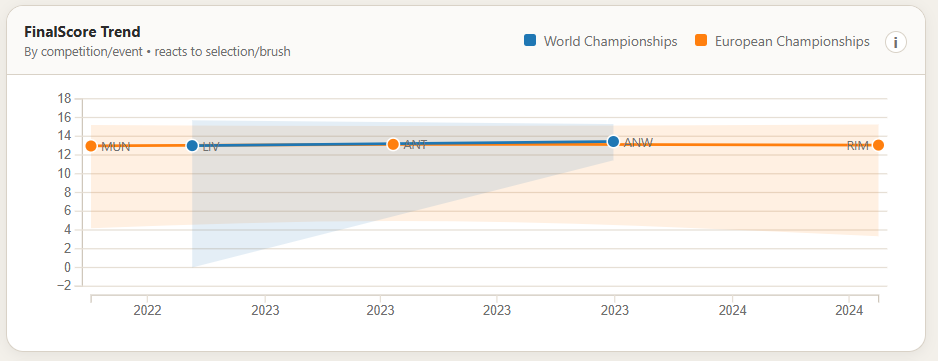 FinalScore Trend
By competition/event • reacts to selection/brush
World Championships
European Championships
i
18
16
14
12
10
8
6
4
2
0
−2
MUN
LIV
ANT
ANW
RIM
2022
2023
2023
2023
2023
2024
2024